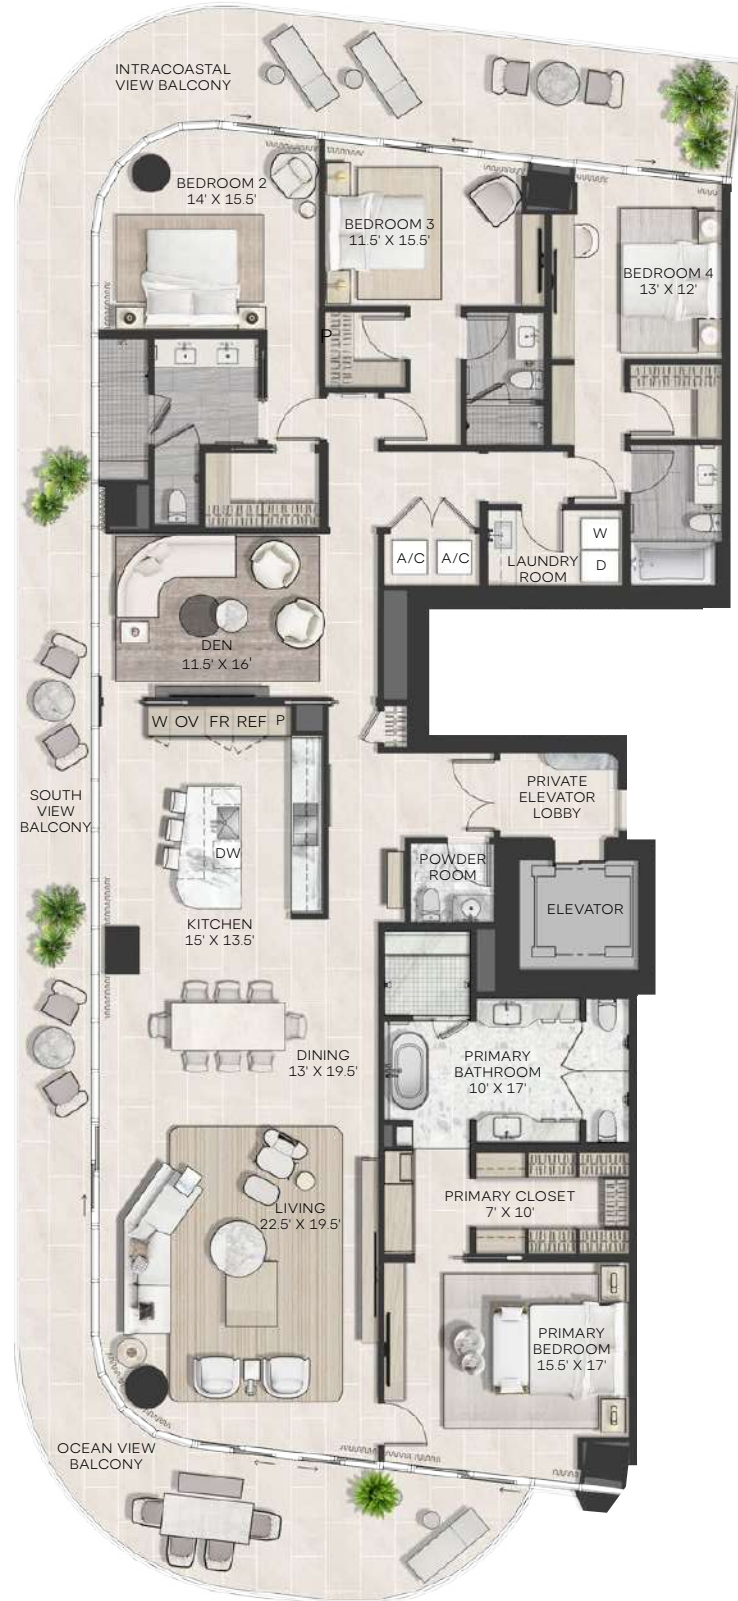 INTRACOASTAL
VIEW BALCONY
BEDROOM 2
14' X 15.5'
BEDROOM 3
11.5' X 15.5'
BEDROOM 4
13' X 12'
P
A/C
A/C
LAUNDRY
ROOM
W
D
DEN
11.5' X 16'
W OV FR REF P
SOUTH
VIEW
BALCONY
DW
KITCHEN
15' X 13.5'
PRIVATE
ELEVATOR
LOBBY
POWDER
ROOM
ELEVATOR
DINING
13' X 19.5'
PRIMARY
BATHROOM
10' X 17'
PRIMARY CLOSET
7' X 10'
LIVING
22.5' X 19.5'
PRIMARY
BEDROOM
15.5' X 17'
OCEAN VIEW
BALCONY